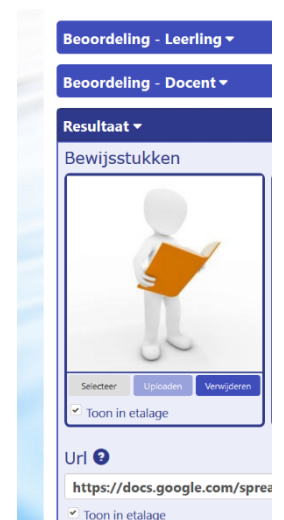 Beoordeling - Leerling
Beoordeling - Docent
Resultaat
Bewijsstukken
Selecteer Uploaden Verwijderen
Toon in etalage
Url ?
https://docs.google.com/sprea
Toon in etalage